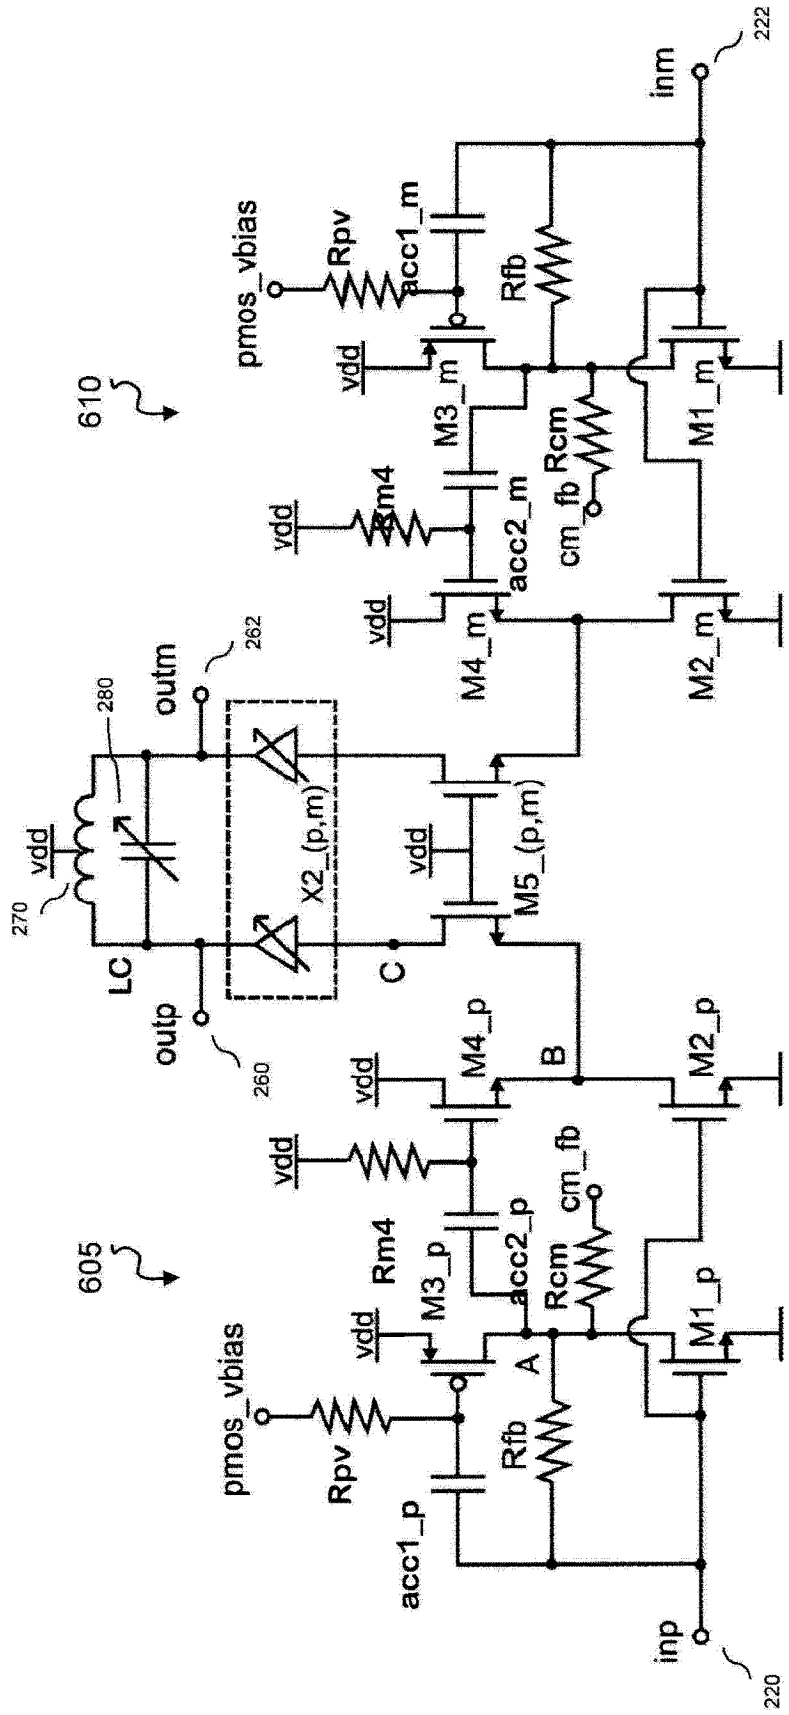 605
610
270
vdd
280
LC
outp
outm
260
262
X2_(p,m)
C
vdd
M5_(p,m)
pmos_vbias
Rpv
acc1_p
vdd
M3_p
Rm4
vdd
acc2_p
vdd
M4_p
A
B
Rfb
Rcm
cm_fb
M1_p
M2_p
inp
220
vdd
M4_m
vdd
Rm4
acc2_m
vdd
M3_m
pmos_vbias
Rpv
acc1_m
Rfb
Rcm
cm_fb
M2_m
M1_m
inm
222